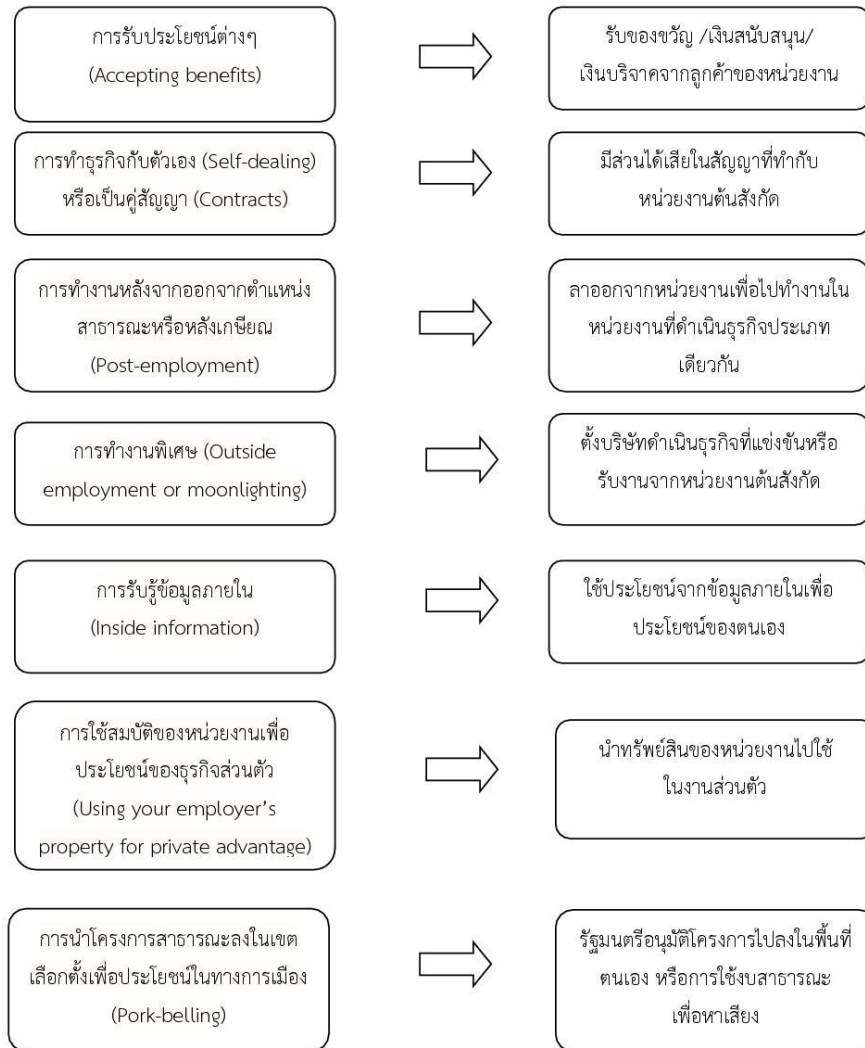 การรับประโยชน์ต่างๆ
(Accepting benefits)
รับของขวัญ /เงินสนับสนุน/
เงินบริจาคจากลูกค้าของหน่วยงาน
การทำธุรกิจกับตัวเอง (Self-dealing)
หรือเป็นคู่สัญญา (Contracts)
มีส่วนได้เสียในสัญญาที่ทำกับ
หน่วยงานต้นสังกัด
การทำงานหลังจากออกจากตำแหน่ง
สาธารณะหรือหลังเกษียณ
(Post-employment)
ลาออกจากหน่วยงานเพื่อไปทำงานใน
หน่วยงานที่ดำเนินธุรกิจประเภท
เดียวกัน
การทำงานพิเศษ (Outside
employment or moonlighting)
ตั้งบริษัทดำเนินธุรกิจที่แข่งขันหรือ
รับงานจากหน่วยงานต้นสังกัด
การรับรู้ข้อมูลภายใน
(Inside information)
ใช้ประโยชน์จากข้อมูลภายในเพื่อ
ประโยชน์ของตนเอง
การใช้สมบัติของหน่วยงานเพื่อ
ประโยชน์ของธุรกิจส่วนตัว
(Using your employer's
property for private advantage)
นำทรัพย์สินของหน่วยงานไปใช้
ในงานส่วนตัว
การนำโครงการสาธารณะลงในเขต
เลือกตั้งเพื่อประโยชน์ในทางการเมือง
(Pork-belling)
รัฐมนตรีอนุมัติโครงการไปลงในพื้นที่
ตนเอง หรือการใช้งบสาธารณะ
เพื่อหาเสียง